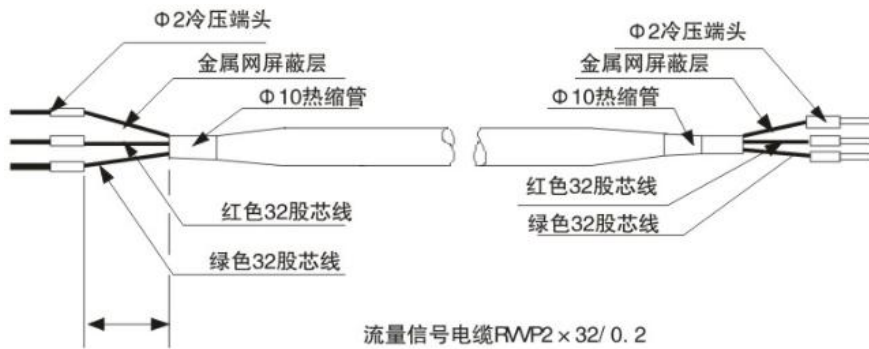 Φ2冷压端头
金属网屏蔽层
Φ10热缩管
红色32股芯线
绿色32股芯线
Φ2冷压端头
金属网屏蔽层
Φ10热缩管
红色32股芯线
绿色32股芯线
流量信号电缆RVVP2×32/0.2